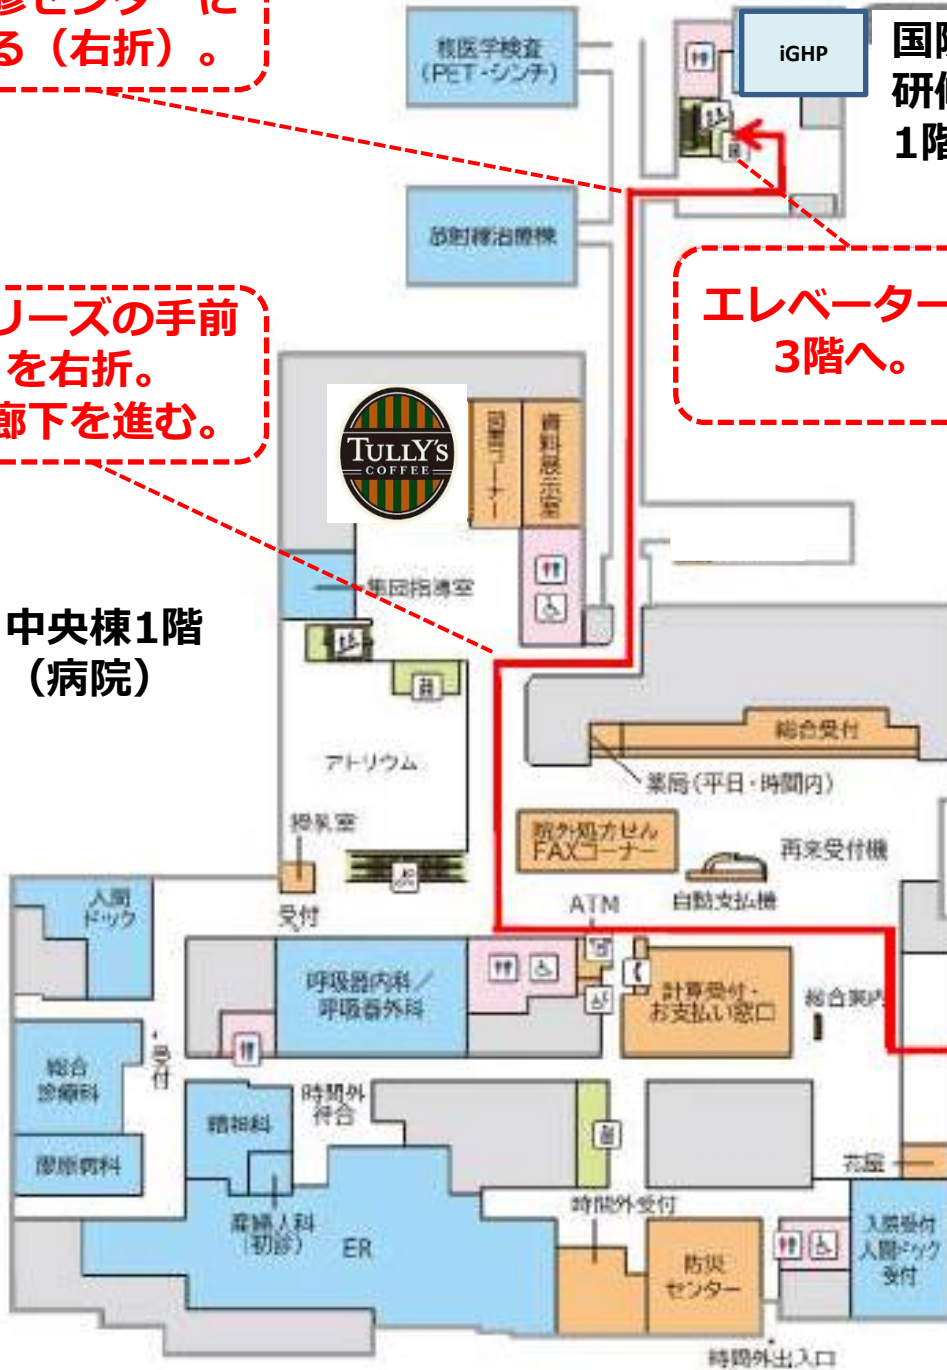 修センターに
る（右折）。
核医学検査
(PET・シンチ)
iGHP
国際
研修
1階
放射線治療棟
リーズの手前
を右折。
廊下を進む。
エレベーター
3階へ。
TULLY'S
COFFEE
図書コーナー
資料展示室
集団指導室
中央棟1階
（病院）
総合受付
アトリウム
薬局(平日・時間内)
授乳室
院外処方せん
FAXコーナー
再来受付機
自動支払機
ATM
人間
ドック
受付
呼吸器内科／
呼吸器外科
計算受付・
お支払い窓口
総合案内
総合
診療科
受付
時間外
待合
精神科
膠原病科
花屋
時間外受付
産婦人科
(初診)
ER
防災
センター
入退受付
人間ドック
受付
時間外出入口